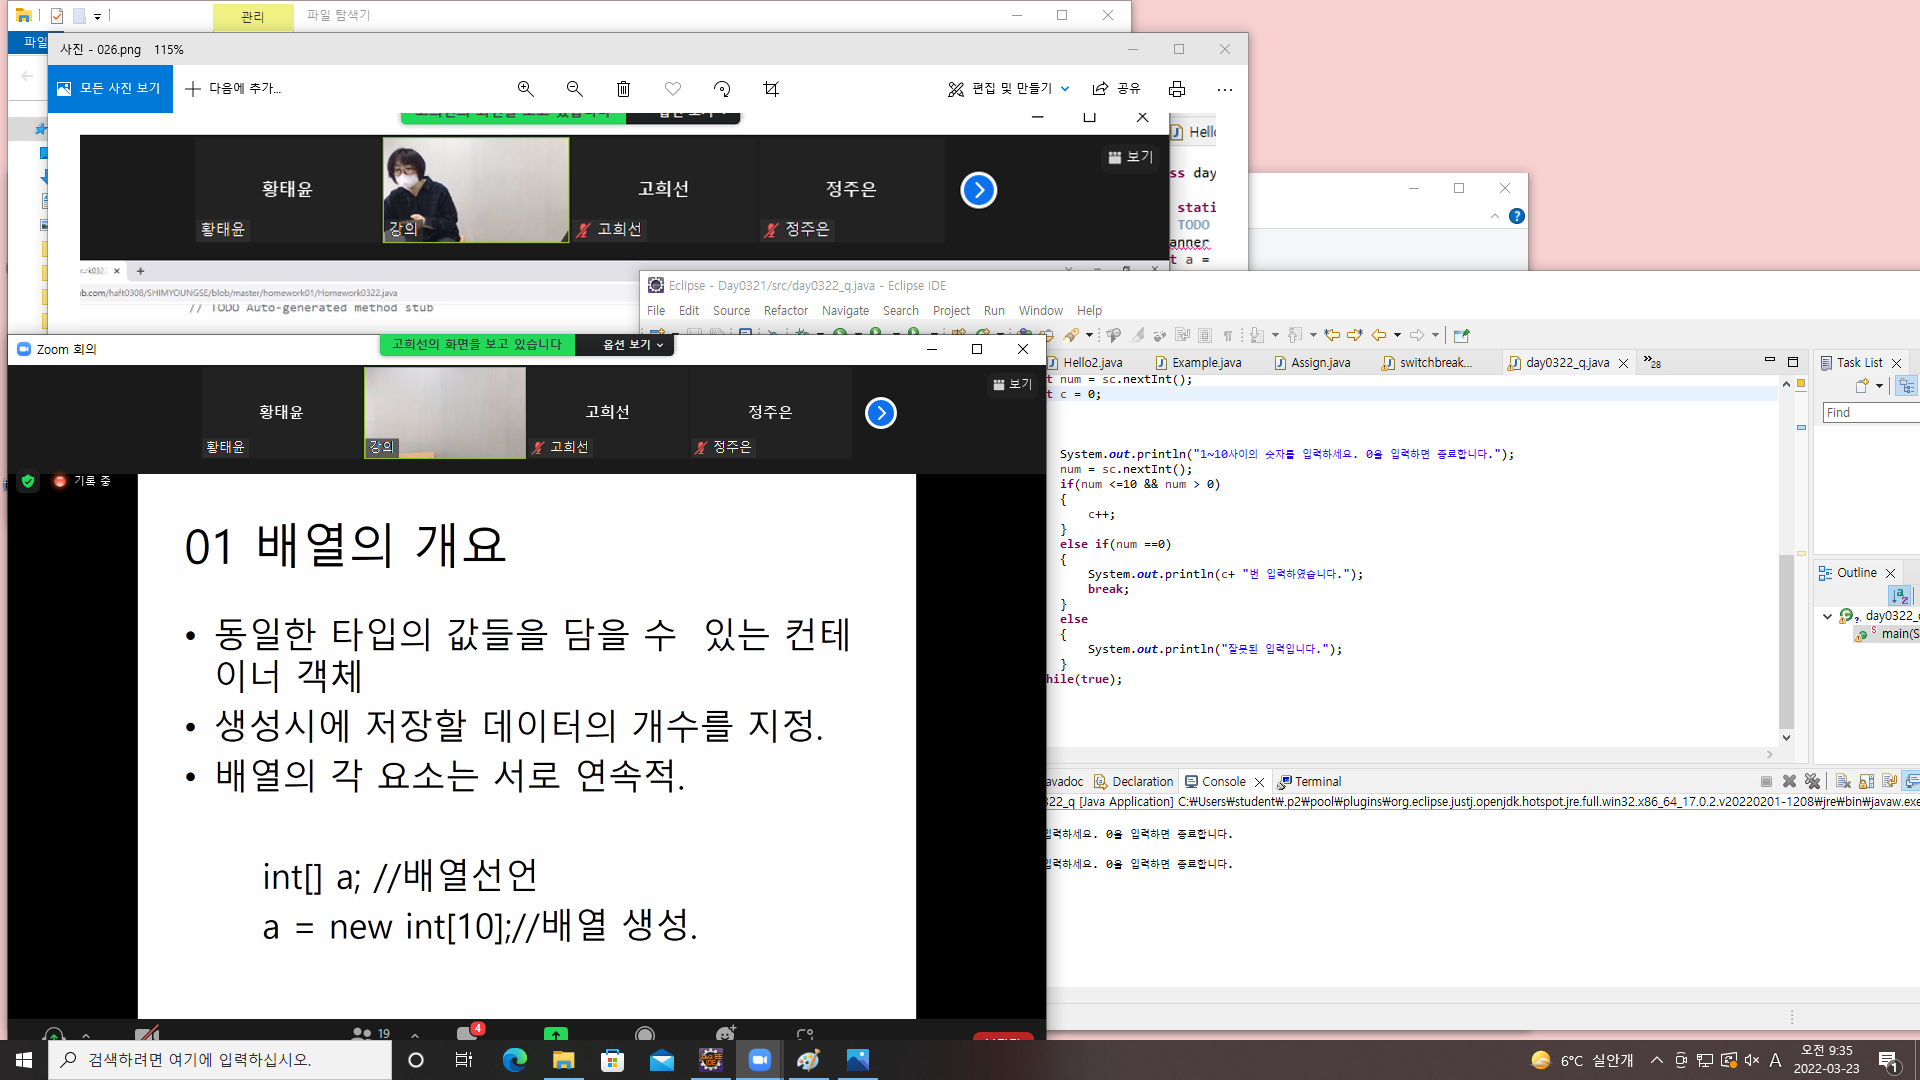 관리
파일 탐색기
파일
사진 - 026.png 115%
모든 사진 보기
다음에 추가...
편집 및 만들기
공유
보기
황태윤
고희선
정주은
황태윤
강의
고희선
정주은
Hello
ss day
stati
TODO
anner
t a =
ub.com/haft0308/SHIMYOUNGSE/blob/master/homework01/Homework0322.java
// TODO Auto-generated method stub
Eclipse - Day0321/src/day0322_q.java - Eclipse IDE
File Edit Source Refactor Navigate Search Project Run Window Help
Hello2.java
Example.java
Assign.java
switchbreak...
day0322_q.java
28
t num = sc.nextInt();
t c = 0;
System.out.println("1~10사이의 숫자를 입력하세요. 0을 입력하면 종료합니다.");
num = sc.nextInt();
if(num <=10 && num > 0)
{
c++;
}
else if(num ==0)
{
System.out.println(c+ "번 입력하였습니다.");
break;
}
else
{
System.out.println("잘못된 입력입니다.");
}
hile(true);
Task List
Find
Outline
day0322_q
main(S
avadoc
Declaration
Console
Terminal
322_q [Java Application] C:₩Users₩student₩.p2₩pool₩plugins₩org.eclipse.justj.openjdk.hotspot.jre.full.win32.x86_64_17.0.2.v20220201-1208₩jre₩bin₩javaw.exe
입력하세요. 0을 입력하면 종료합니다.
입력하세요. 0을 입력하면 종료합니다.
Zoom 회의
고희선의 화면을 보고 있습니다
옵션 보기
보기
황태윤
고희선
정주은
황태윤
강의
고희선
정주은
기록 중
01 배열의 개요
• 동일한 타입의 값들을 담을 수 있는 컨테
이너 객체
• 생성시에 저장할 데이터의 개수를 지정.
• 배열의 각 요소는 서로 연속적.
int[] a; //배열선언
a = new int[10];//배열 생성.
19
4
검색하려면 여기에 입력하십시오.
6°C 실안개
A
오전 9:35
2022-03-23
1